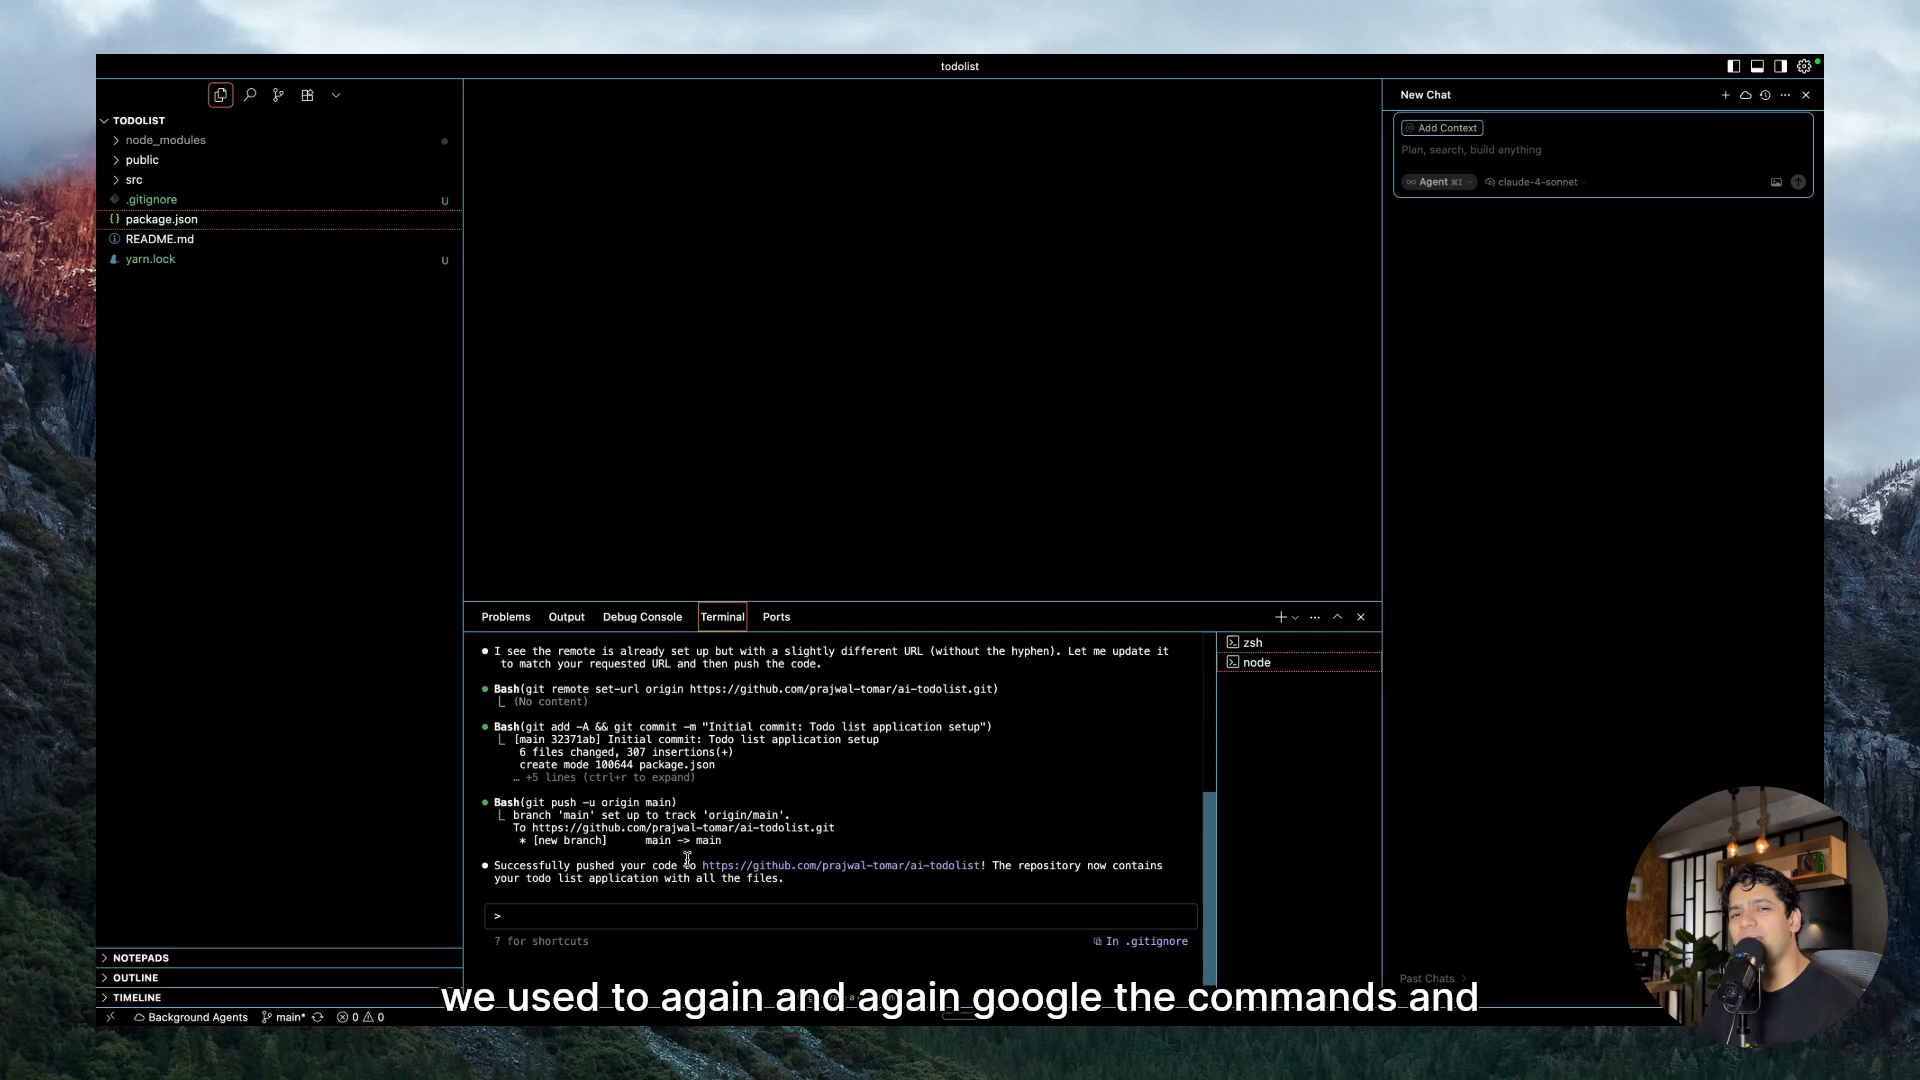 todolist
TODOLIST
node_modules
public
src
.gitignore U
package.json
README.md
yarn.lock U
NOTEPADS
OUTLINE
TIMELINE
Background Agents main* 0 0
Problems Output Debug Console Terminal Ports
I see the remote is already set up but with a slightly different URL (without the hyphen). Let me update it
to match your requested URL and then push the code.
Bash(git remote set-url origin https://github.com/prajwal-tomar/ai-todolist.git)
(No content)
Bash(git add -A && git commit -m "Initial commit: Todo list application setup")
[main 32371ab] Initial commit: Todo list application setup
6 files changed, 307 insertions(+)
create mode 100644 package.json
… +5 lines (ctrl+r to expand)
Bash(git push -u origin main)
branch 'main' set up to track 'origin/main'.
To https://github.com/prajwal-tomar/ai-todolist.git
* [new branch] main -> main
Successfully pushed your code to https://github.com/prajwal-tomar/ai-todolist! The repository now contains
your todo list application with all the files.
>
? for shortcuts
In .gitignore
zsh
node
New Chat
@ Add Context
Plan, search, build anything
Agent ⌘I claude-4-sonnet
Past Chats
we used to again and again google the commands and